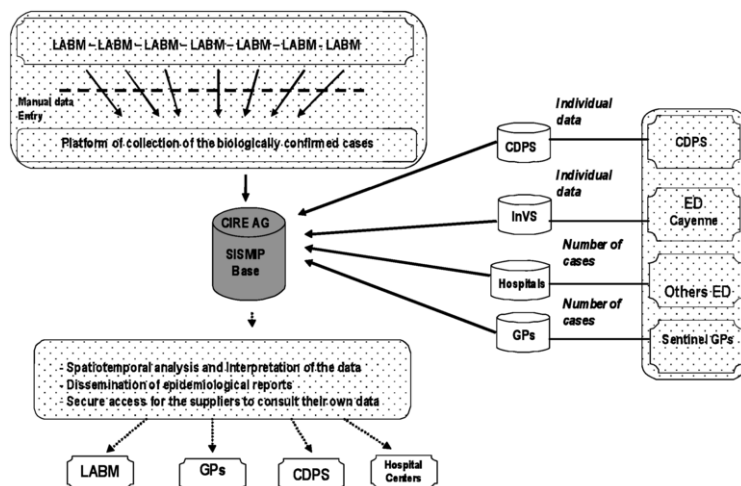 LABM – LABM – LABM – LABM – LABM – LABM - LABM
Manual data
Entry
Platform of collection of the biologically confirmed cases
CIRE AG
SISMIP
Base
Individual
data
CDPS
CDPS
Individual
data
InVS
ED
Cayenne
Number of
cases
Hospitals
Others ED
Number of
cases
GPs
Sentinel GPs
- Spatiotemporal analysis and interpretation of the data
- Dissemination of epidemiological reports
- Secure access for the suppliers to consult their own data
LABM
GPs
CDPS
Hospital
Centers